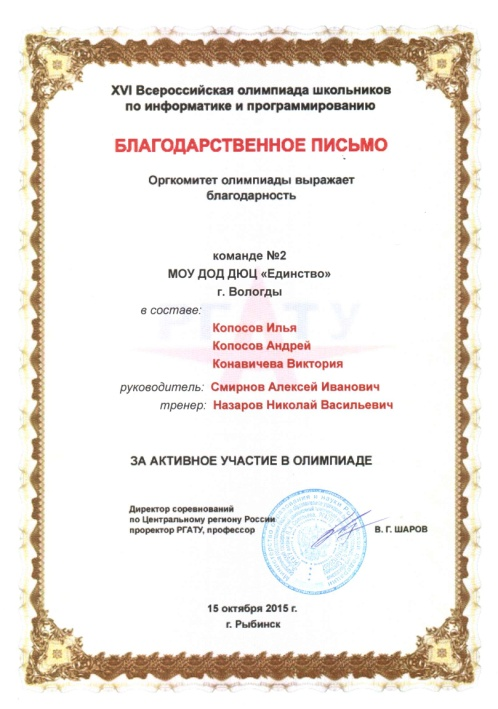 XVI Всероссийская олимпиада школьников
по информатике и программированию
БЛАГОДАРСТВЕННОЕ ПИСЬМО
Оргкомитет олимпиады выражает
благодарность
команде №2
МОУ ДОД ДЮЦ «Единство»
г. Вологды
в составе:
РГАТУ
Копосов Илья
Копосов Андрей
Конавичева Виктория
руководитель: Смирнов Алексей Иванович
тренер: Назаров Николай Васильевич
ЗА АКТИВНОЕ УЧАСТИЕ В ОЛИМПИАДЕ
Директор соревнований
по Центральному региону России
проректор РГАТУ, профессор
В. Г. ШАРОВ
15 октября 2015 г.
г. Рыбинск